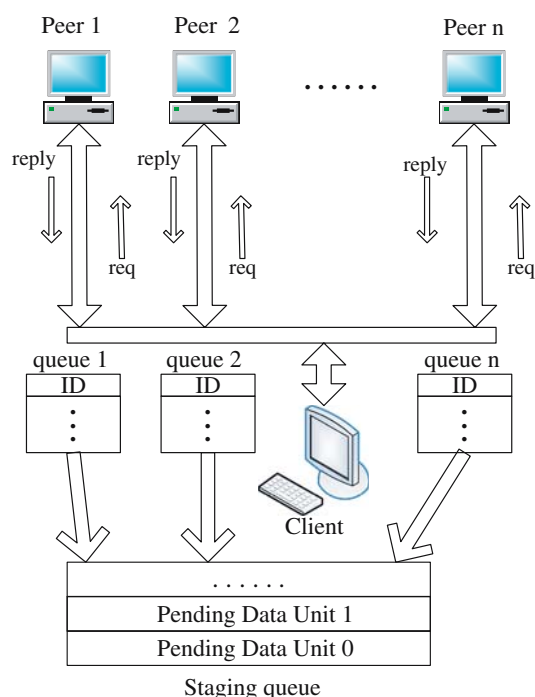 Peer 1 Peer 2 Peer n
. . . . . .
reply reply reply
req req req
queue 1 queue 2 queue n
ID ID ID
Client
. . . . . .
Pending Data Unit 1
Pending Data Unit 0
Staging queue